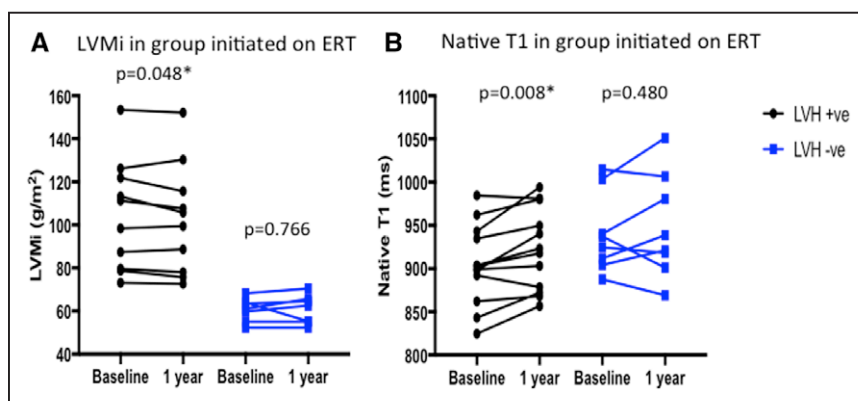 A LVMi in group initiated on ERT
p=0.048*
LVMi (g/m²)
160
140
120
100
80
60
40
p=0.766
Baseline 1 year Baseline 1 year
B Native T1 in group initiated on ERT
p=0.008* p=0.480
Native T1 (ms)
1100
1050
1000
950
900
850
800
Baseline 1 year Baseline 1 year
LVH +ve
LVH -ve